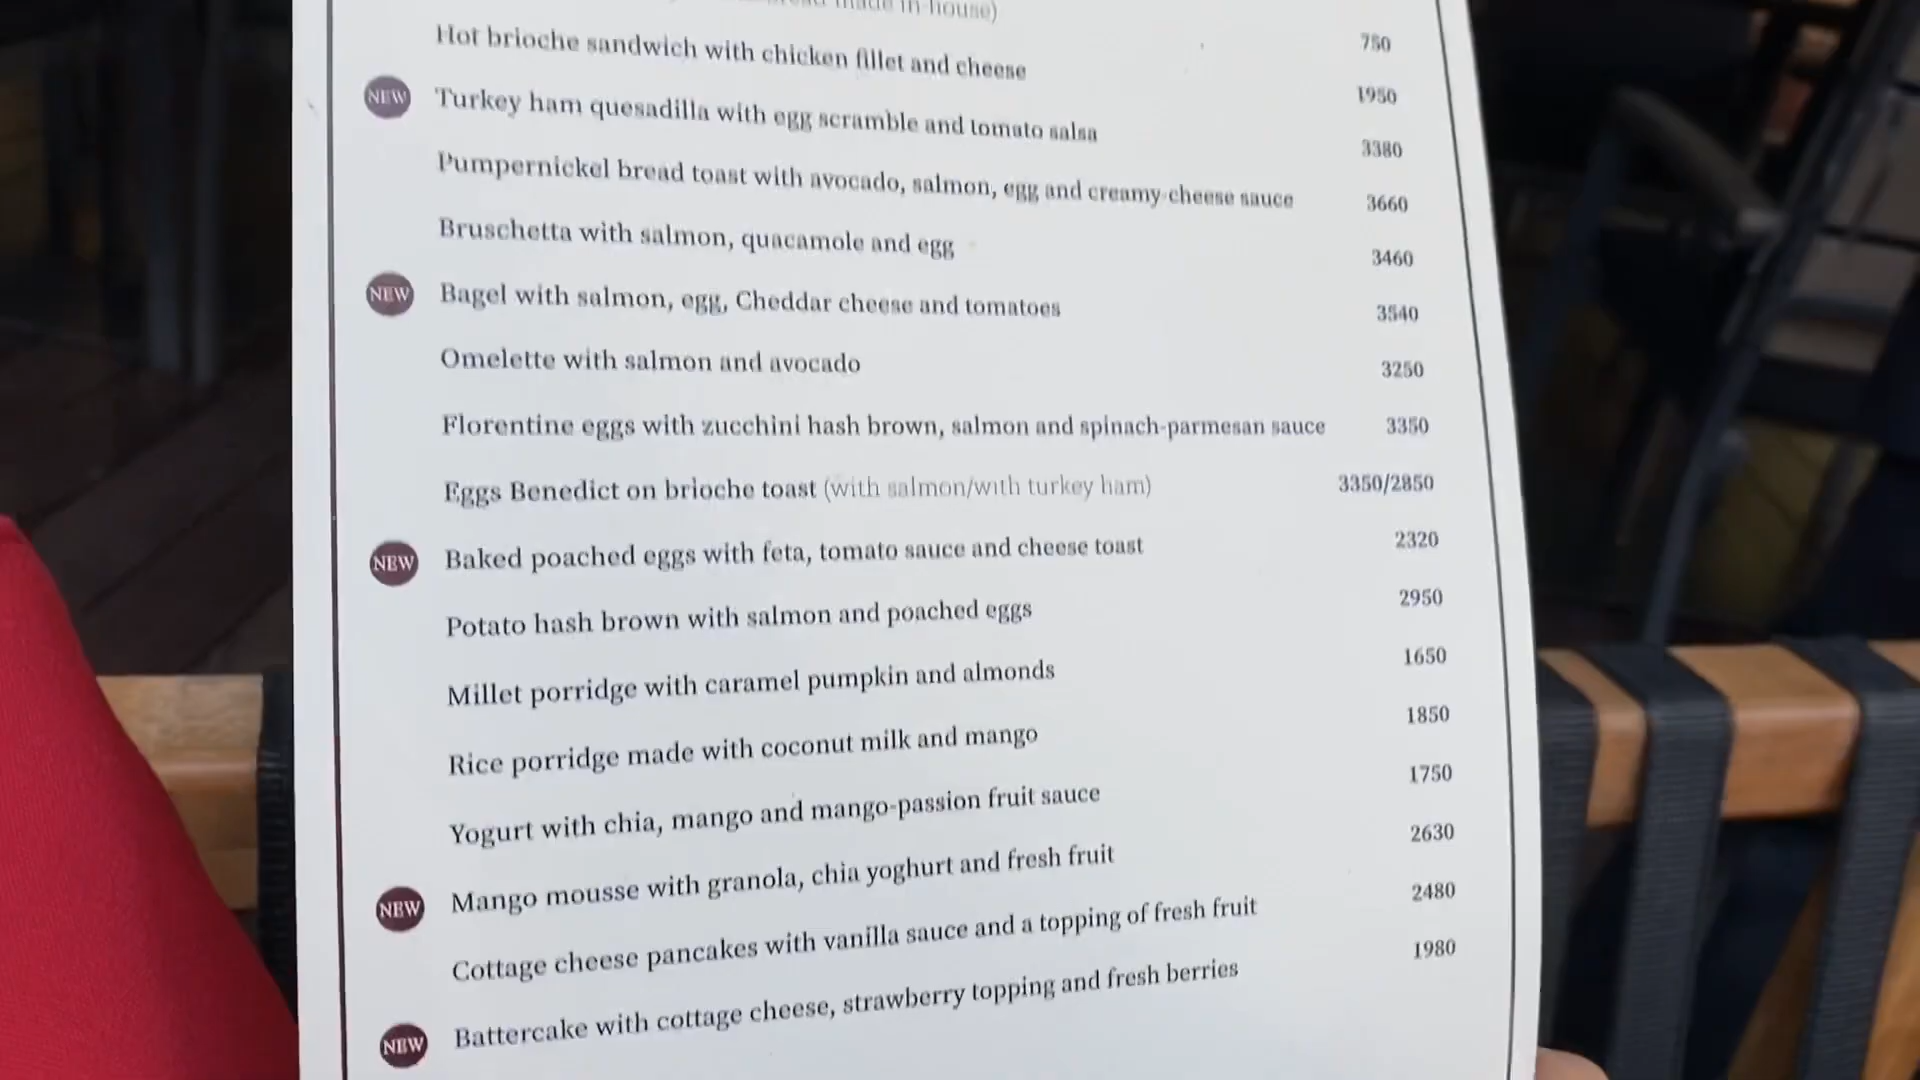 made in-house) 750
Hot brioche sandwich with chicken fillet and cheese 1950
NEW Turkey ham quesadilla with egg scramble and tomato salsa 3380
Pumpernickel bread toast with avocado, salmon, egg and creamy-cheese sauce 3660
Bruschetta with salmon, quacamole and egg 3460
NEW Bagel with salmon, egg, Cheddar cheese and tomatoes 3540
Omelette with salmon and avocado 3250
Florentine eggs with zucchini hash brown, salmon and spinach-parmesan sauce 3350
Eggs Benedict on brioche toast (with salmon/with turkey ham) 3350/2850
NEW Baked poached eggs with feta, tomato sauce and cheese toast 2320
Potato hash brown with salmon and poached eggs 2950
Millet porridge with caramel pumpkin and almonds 1650
Rice porridge made with coconut milk and mango 1850
Yogurt with chia, mango and mango-passion fruit sauce 1750
NEW Mango mousse with granola, chia yoghurt and fresh fruit 2630
Cottage cheese pancakes with vanilla sauce and a topping of fresh fruit 2480
NEW Battercake with cottage cheese, strawberry topping and fresh berries 1980